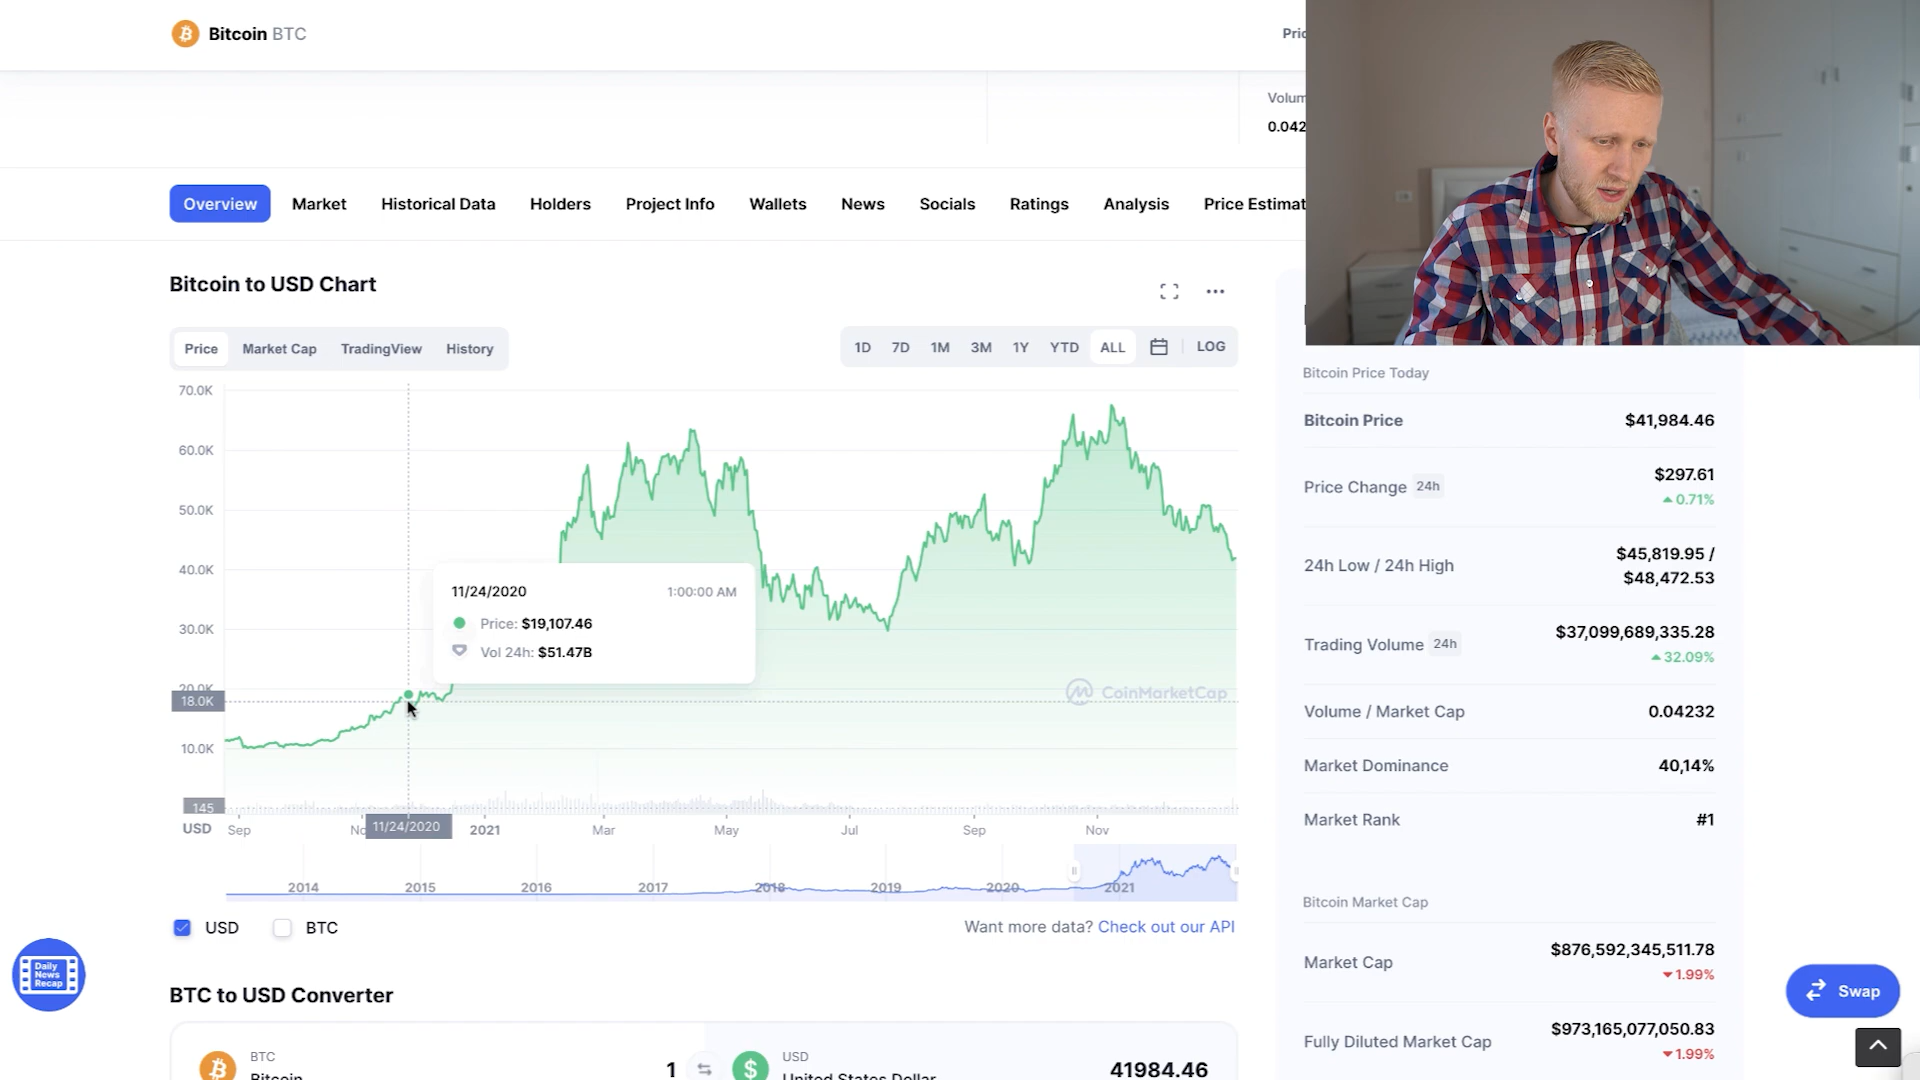 Bitcoin BTC
Volum
0.042
Overview Market Historical Data Holders Project Info Wallets News Socials Ratings Analysis Price Estimat
Bitcoin to USD Chart
Price Market Cap TradingView History
1D 7D 1M 3M 1Y YTD ALL LOG
70.0K
60.0K
50.0K
40.0K
30.0K
20.0K
18.0K
10.0K
145
USD
11/24/2020 1:00:00 AM
Price: $19,107.46
Vol 24h: $51.47B
CoinMarketCap
Sep 11/24/2020 2021 Mar May Jul Sep Nov
2014 2015 2016 2017 2018 2019 2020 2021
USD BTC
Want more data? Check out our API
BTC to USD Converter
BTC
Bitcoin
1
USD
United States Dollar
41984.46
Bitcoin Price Today
Bitcoin Price $41,984.46
Price Change 24h $297.61
0.71%
24h Low / 24h High $45,819.95 /
$48,472.53
Trading Volume 24h $37,099,689,335.28
32.09%
Volume / Market Cap 0.04232
Market Dominance 40,14%
Market Rank #1
Bitcoin Market Cap
Market Cap $876,592,345,511.78
1.99%
Fully Diluted Market Cap $973,165,077,050.83
1.99%
Daily
News
Recap
Swap